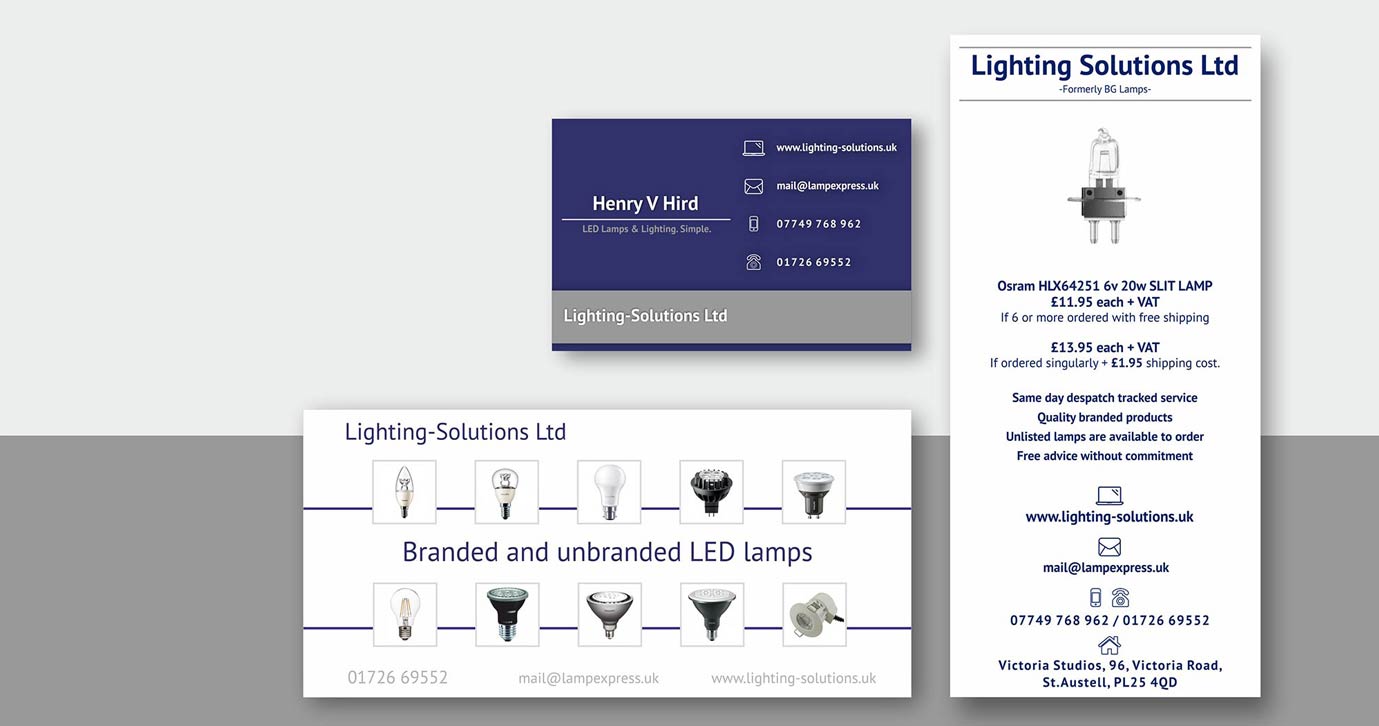 Henry V Hird
LED Lamps & Lighting. Simple.
www.lighting-solutions.uk
mail@lampexpress.uk
07749 768 962
01726 69552
Lighting-Solutions Ltd
Lighting-Solutions Ltd
Branded and unbranded LED lamps
01726 69552 mail@lampexpress.uk www.lighting-solutions.uk
Lighting Solutions Ltd
-Formerly BG Lamps-
Osram HLX64251 6v 20w SLIT LAMP
£11.95 each + VAT
If 6 or more ordered with free shipping
£13.95 each + VAT
If ordered singularly + £1.95 shipping cost.
Same day despatch tracked service
Quality branded products
Unlisted lamps are available to order
Free advice without commitment
www.lighting-solutions.uk
mail@lampexpress.uk
07749 768 962 / 01726 69552
Victoria Studios, 96, Victoria Road,
St.Austell, PL25 4QD